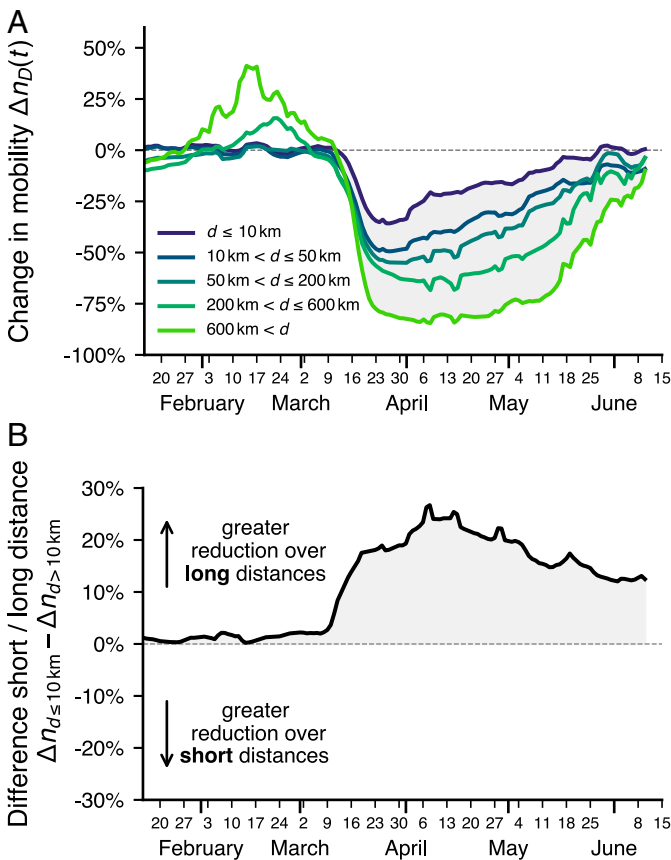 A
Change in mobility Δn_D(t)
50%
25%
0%
-25%
-50%
-75%
-100%
d ≤ 10 km
10 km < d ≤ 50 km
50 km < d ≤ 200 km
200 km < d ≤ 600 km
600 km < d
20 27 3 10 17 24 2 9 16 23 30 6 13 20 27 4 11 18 25 1 8 15
February March April May June
B
Difference short / long distance
Δn_{d≤10 km} − Δn_{d>10 km}
30%
20%
10%
0%
-10%
-20%
-30%
greater
reduction over
long distances
greater
reduction over
short distances
20 27 3 10 17 24 2 9 16 23 30 6 13 20 27 4 11 18 25 1 8 15
February March April May June